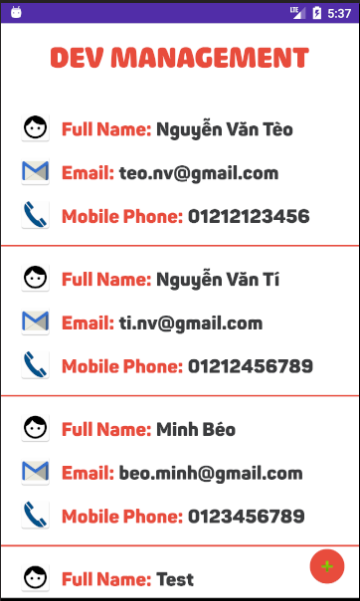 LTE 5:37
DEV MANAGEMENT
Full Name: Nguyễn Văn Tèo
Email: teo.nv@gmail.com
Mobile Phone: 01212123456
Full Name: Nguyễn Văn Tí
Email: ti.nv@gmail.com
Mobile Phone: 01212456789
Full Name: Minh Béo
Email: beo.minh@gmail.com
Mobile Phone: 0123456789
Full Name: Test
+